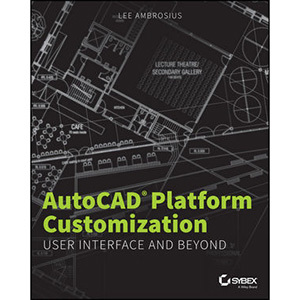 LEE AMBROSIUS
LECTURE THEATRE/
SECONDARY GALLERY
CAFE
AutoCAD® Platform
Customization
USER INTERFACE AND BEYOND
SYBEX
A Wiley Brand